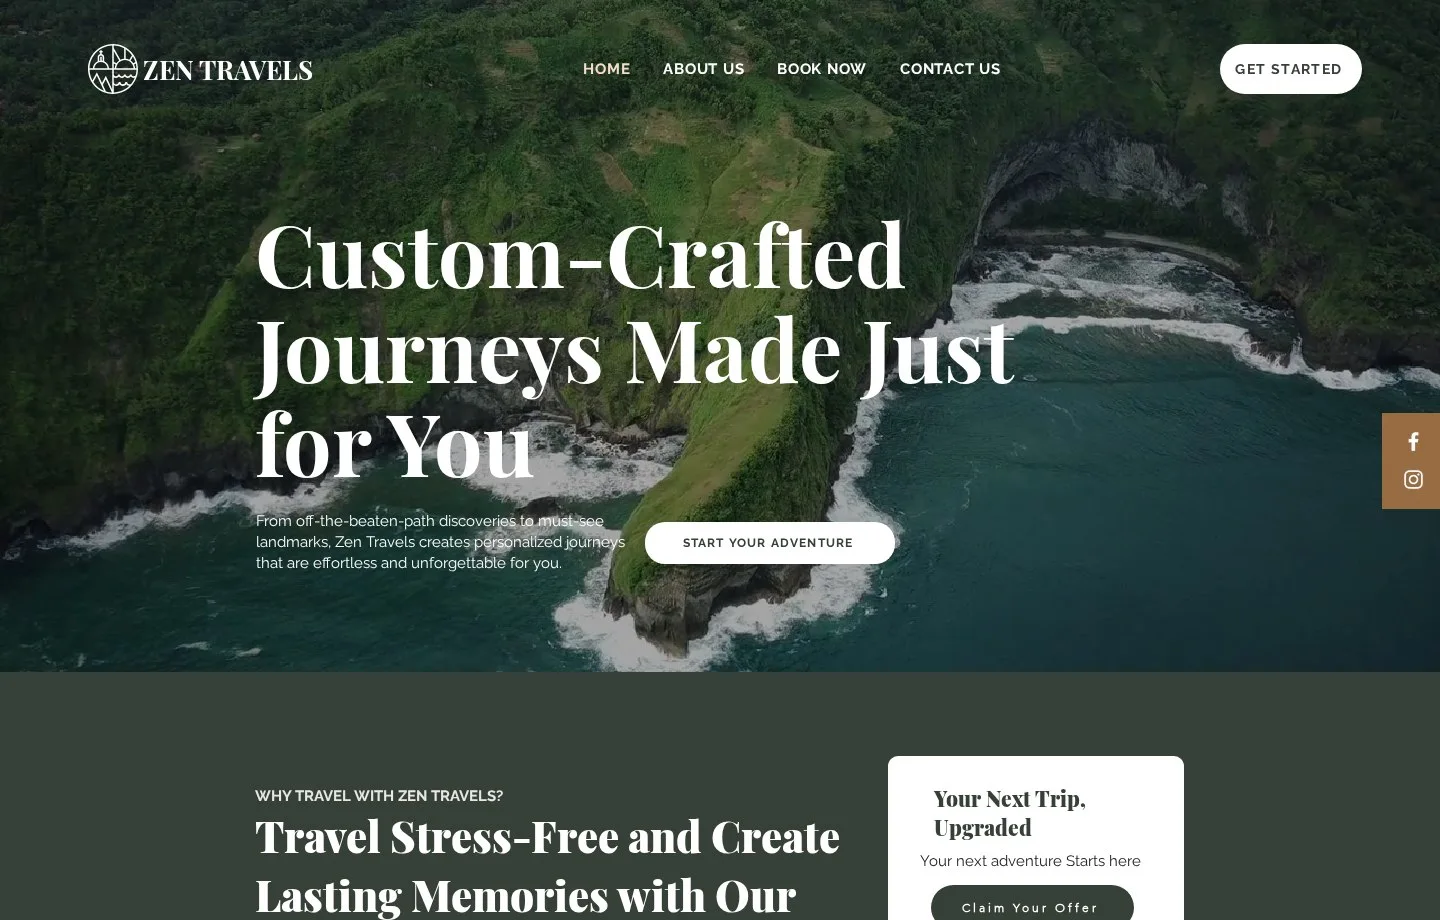 ZEN TRAVELS
HOME
ABOUT US
BOOK NOW
CONTACT US
GET STARTED
Custom-Crafted
Journeys Made Just
for You
From off-the-beaten-path discoveries to must-see
landmarks, Zen Travels creates personalized journeys
that are effortless and unforgettable for you.
START YOUR ADVENTURE
WHY TRAVEL WITH ZEN TRAVELS?
Travel Stress-Free and Create
Lasting Memories with Our
Your Next Trip,
Upgraded
Your next adventure Starts here
Claim Your Offer